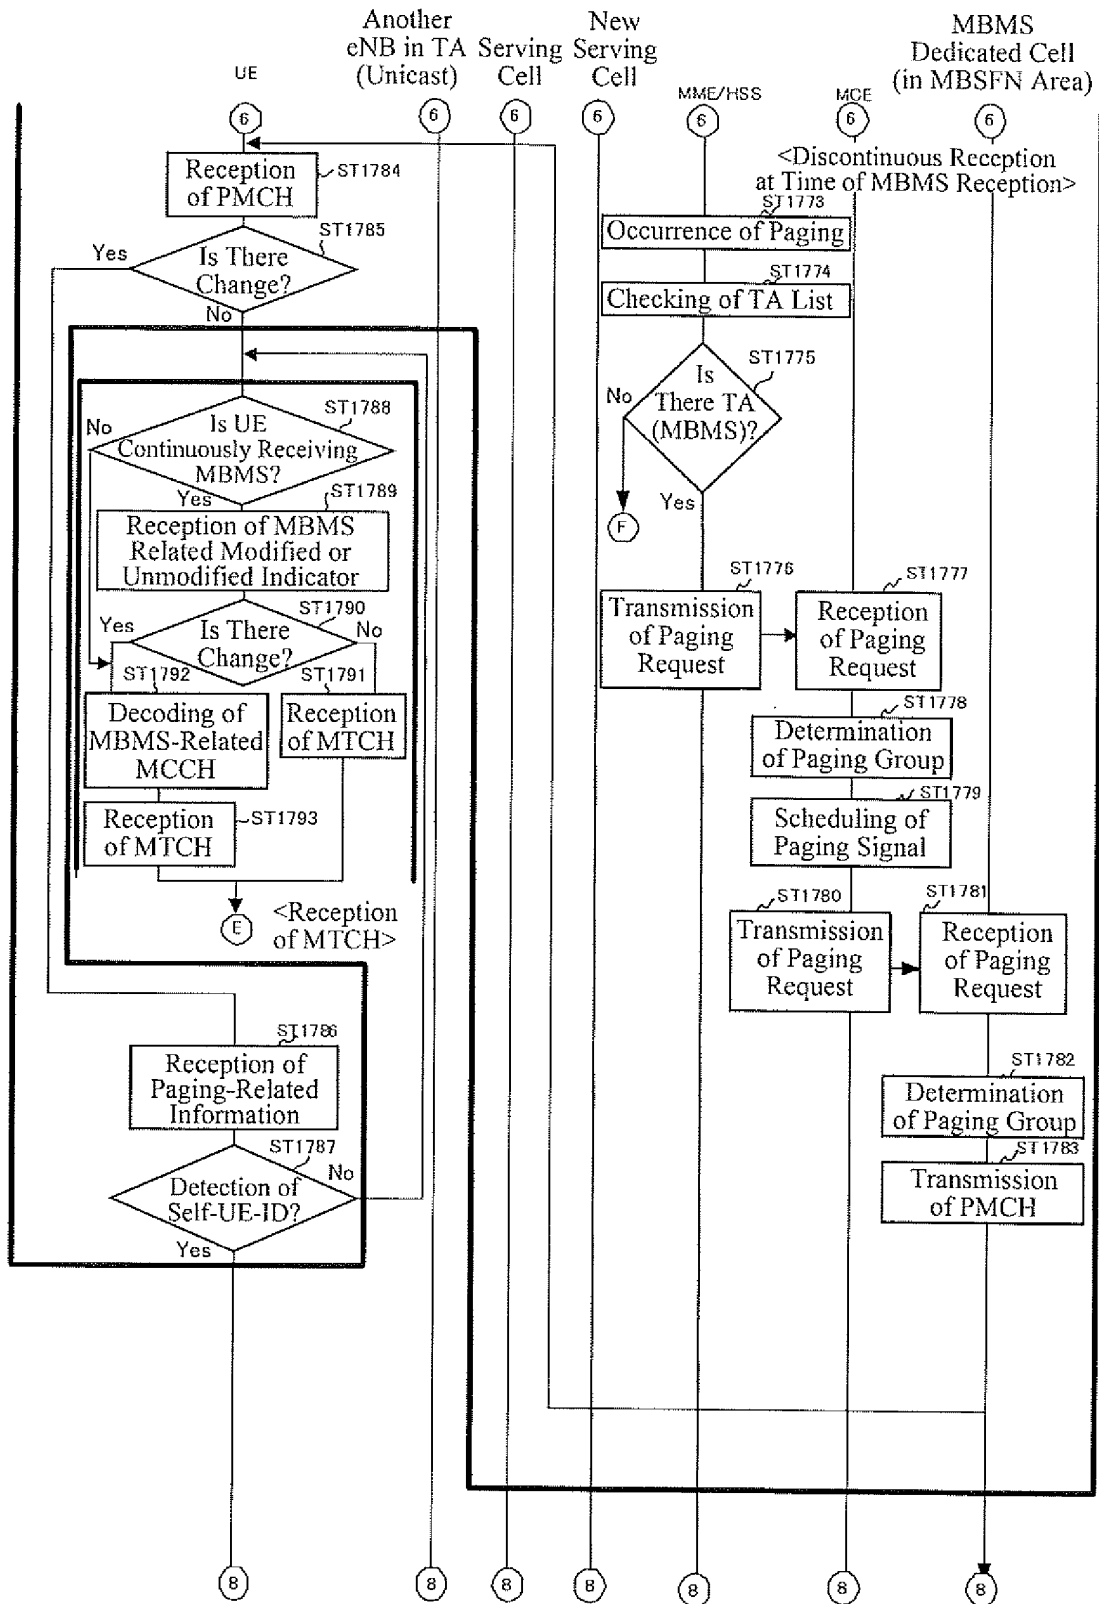 UE
Another
eNB in TA
(Unicast)
Serving
Cell
New
Serving
Cell
MME/HSS
MCE
MBMS
Dedicated Cell
(in MBSFN Area)
6
6
6
6
6
6
6
<Discontinuous Reception
at Time of MBMS Reception>
Reception
of PMCH
ST1784
ST1785
Yes
Is There
Change?
No
ST1773
Occurrence of Paging
ST1774
Checking of TA List
ST1775
No
Is
There TA
(MBMS)?
Yes
F
ST1788
No
Is UE
Continuously Receiving
MBMS?
Yes
ST1789
Reception of MBMS
Related Modified or
Unmodified Indicator
ST1790
Yes
Is There
Change?
No
ST1792
Decoding of
MBMS-Related
MCCH
ST1791
Reception
of MTCH
Reception
of MTCH
ST1793
E
<Reception
of MTCH>
ST1776
Transmission
of Paging
Request
ST1777
Reception
of Paging
Request
ST1778
Determination
of Paging Group
ST1779
Scheduling of
Paging Signal
ST1780
Transmission
of Paging
Request
ST1781
Reception
of Paging
Request
ST1782
Determination
of Paging Group
ST1783
Transmission
of PMCH
ST1786
Reception of
Paging-Related
Information
ST1787
No
Detection of
Self-UE-ID?
Yes
8
8
8
8
8
8
8